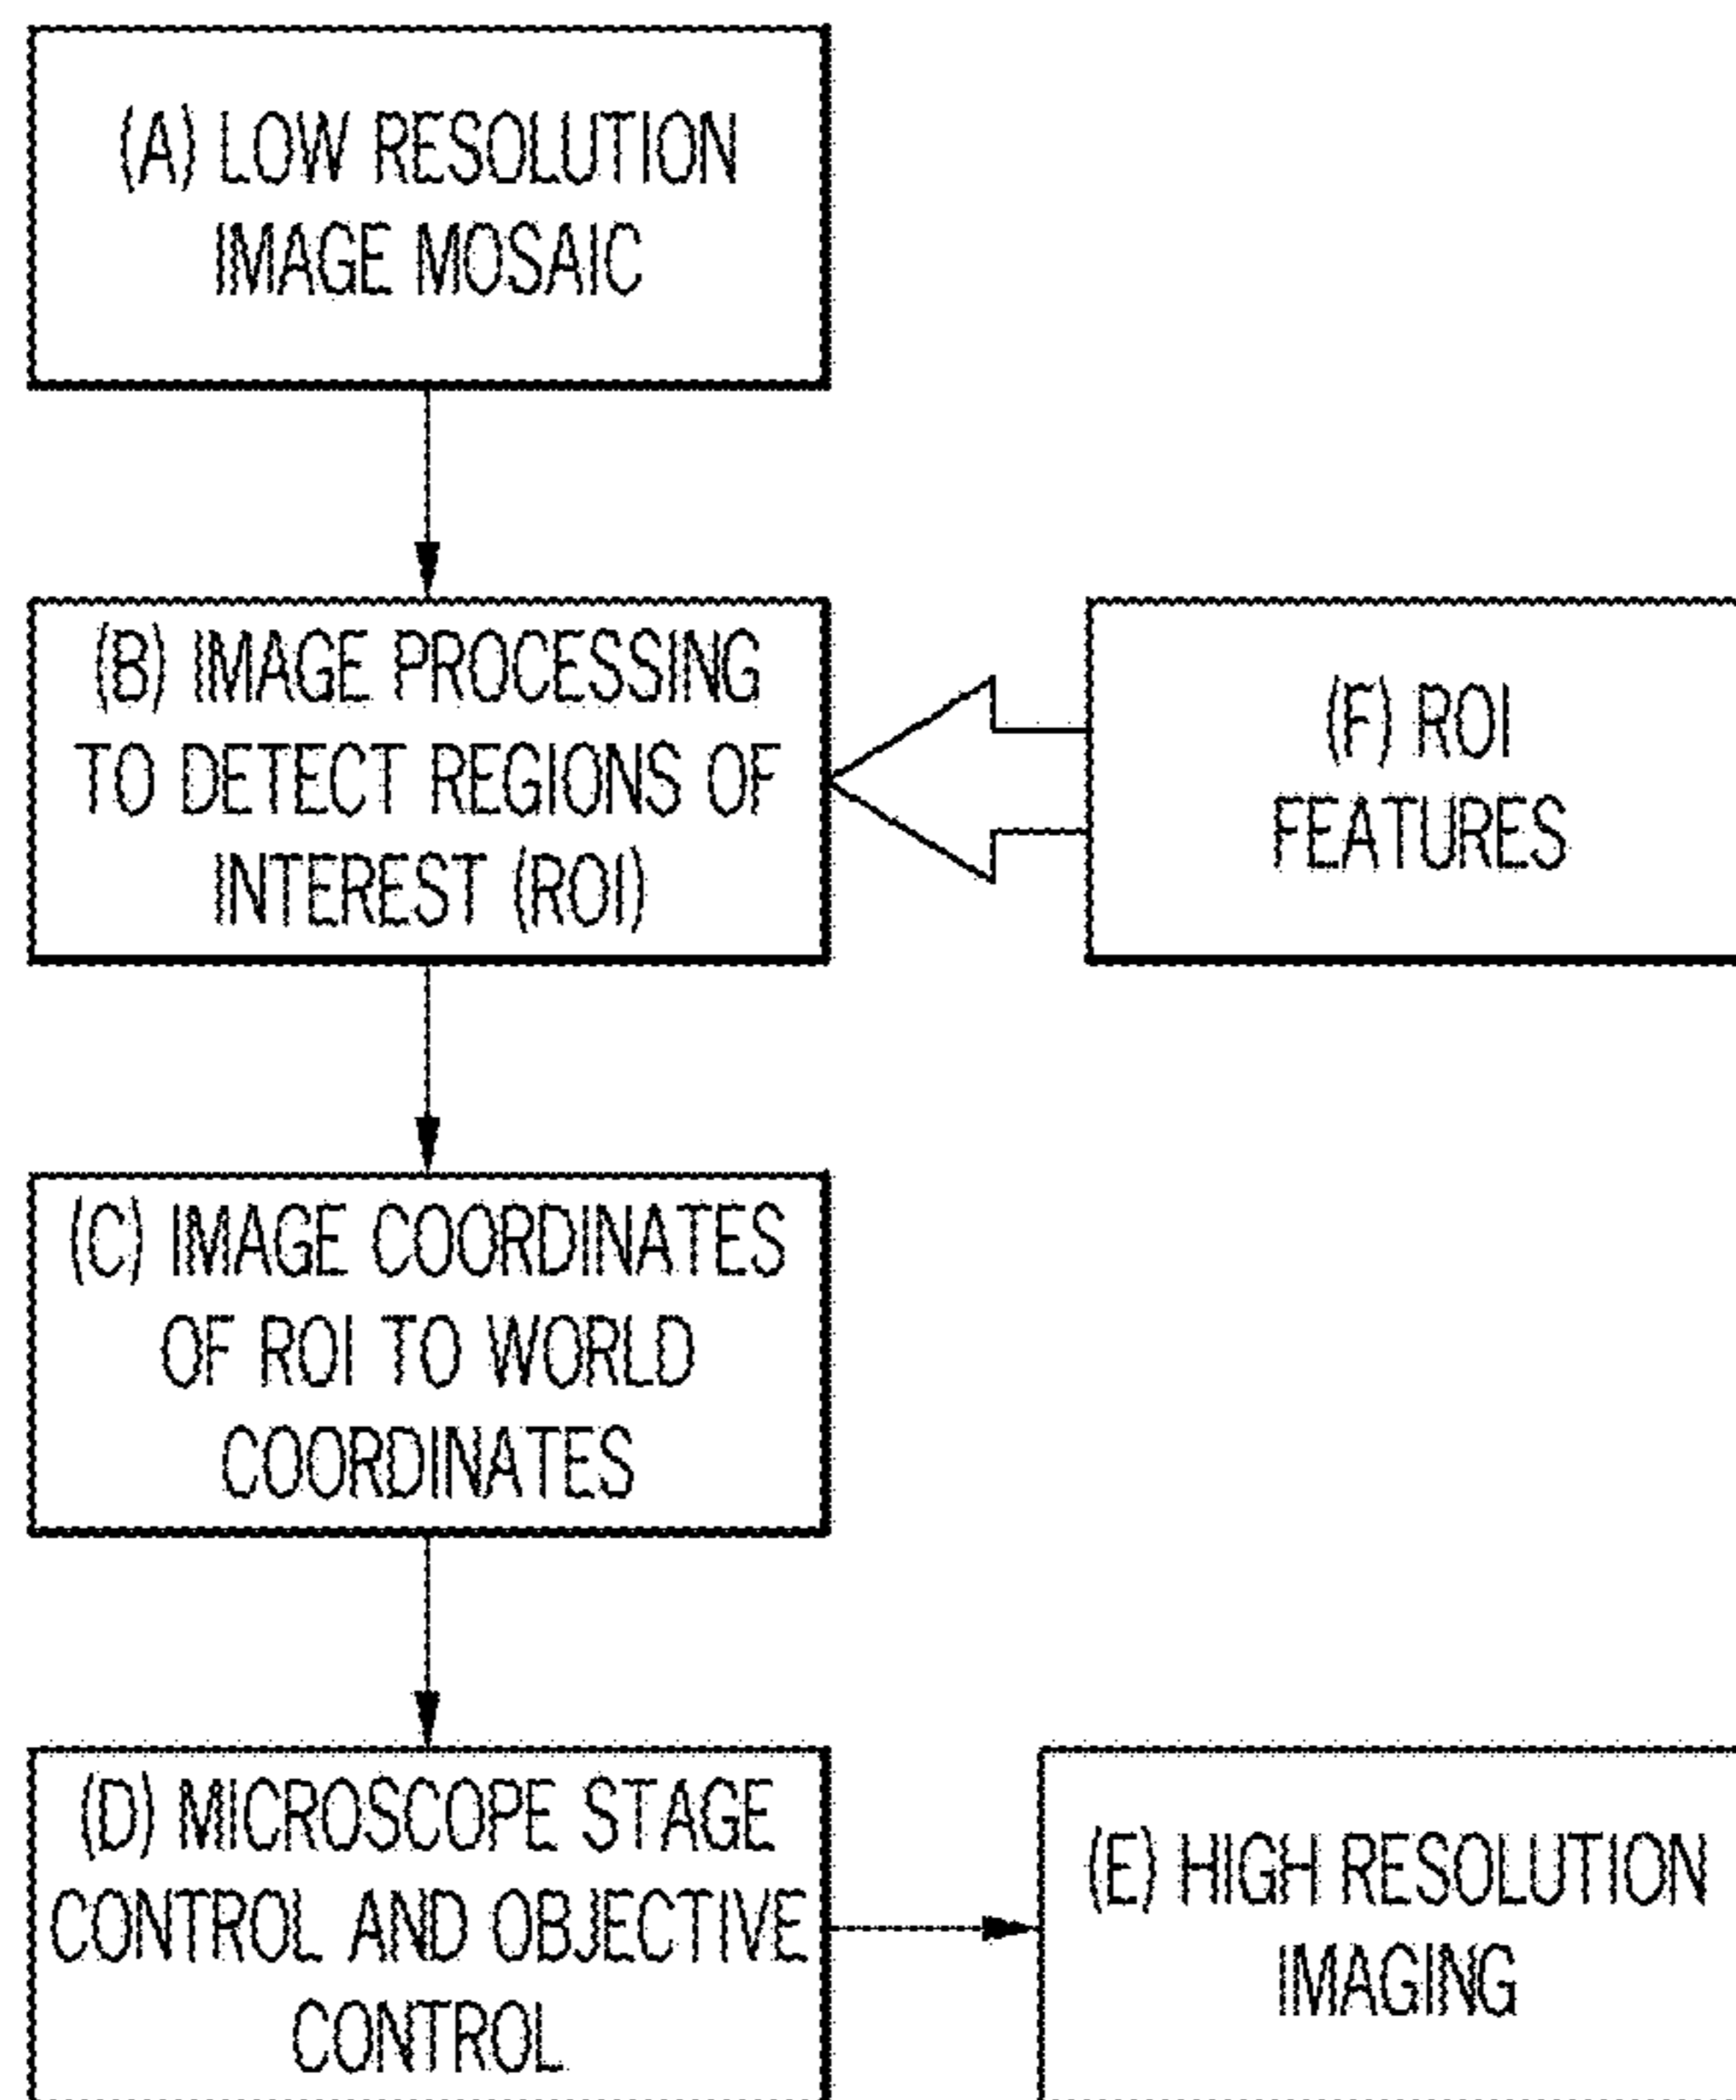 (A) LOW RESOLUTION
IMAGE MOSAIC
(B) IMAGE PROCESSING
TO DETECT REGIONS OF
INTEREST (ROI)
(F) ROI
FEATURES
(C) IMAGE COORDINATES
OF ROI TO WORLD
COORDINATES
(D) MICROSCOPE STAGE
CONTROL AND OBJECTIVE
CONTROL
(E) HIGH RESOLUTION
IMAGING